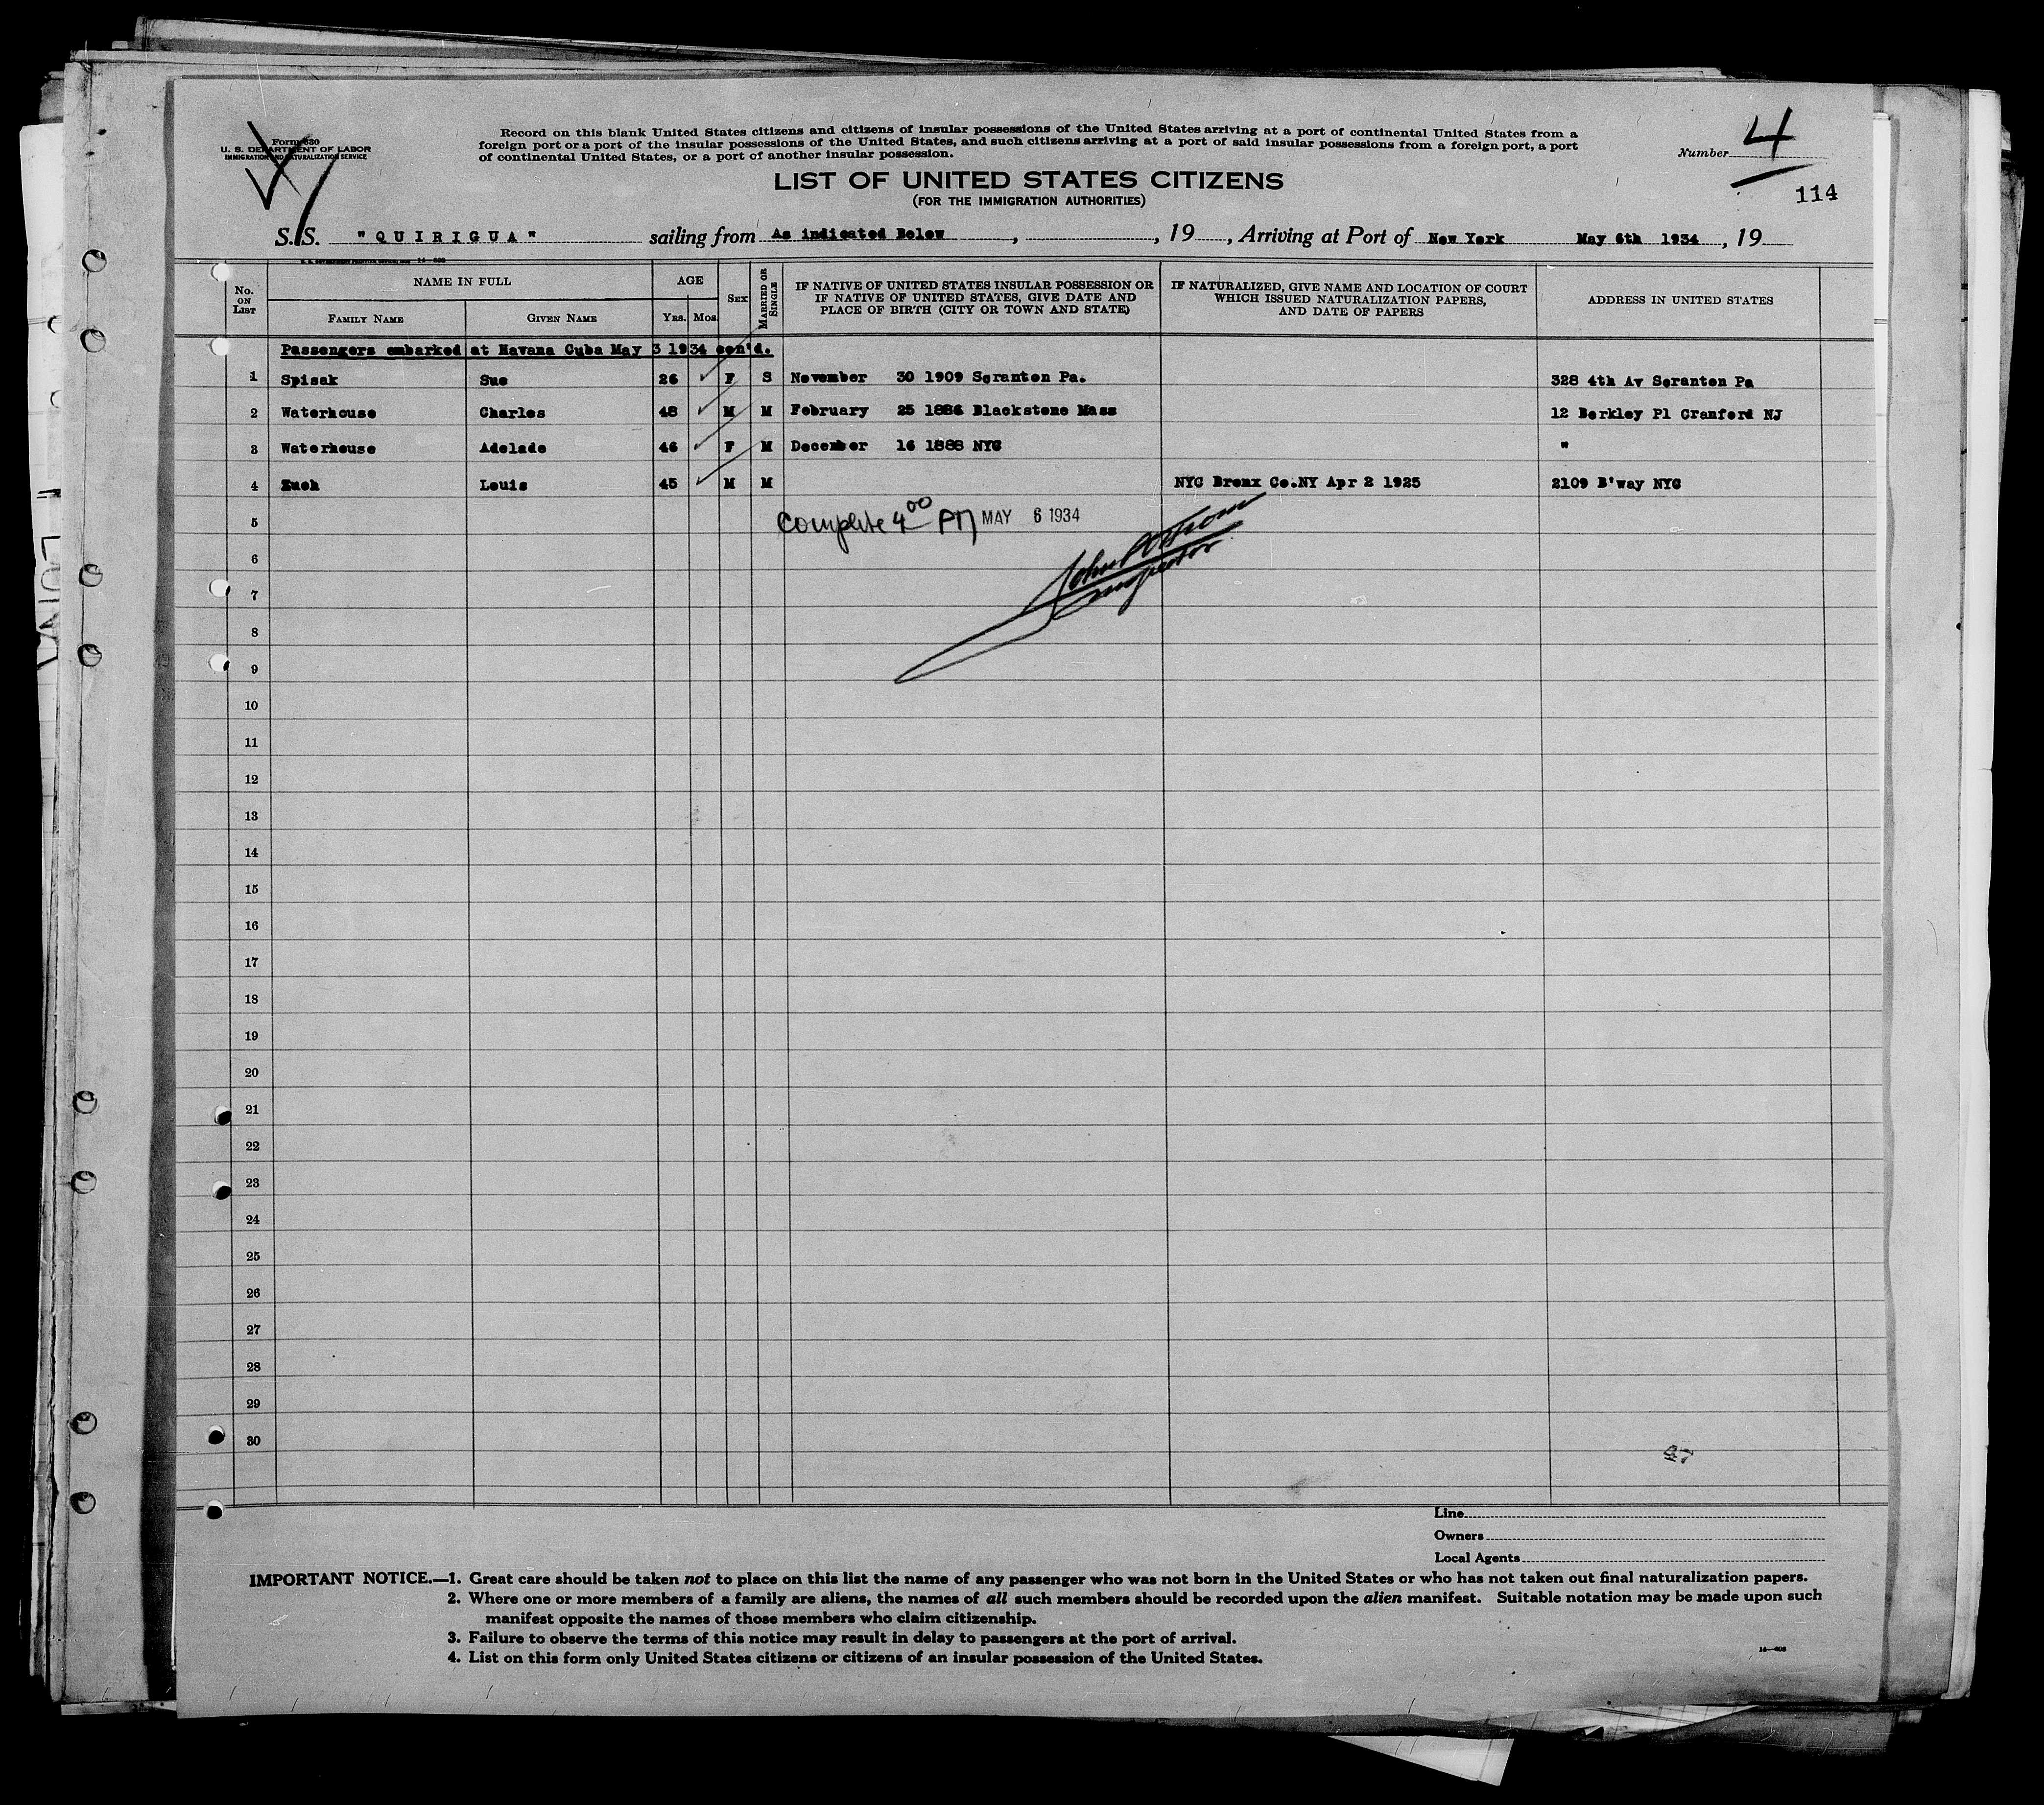 Form 630
U. S. DEPARTMENT OF LABOR
IMMIGRATION AND NATURALIZATION SERVICE
Record on this blank United States citizens and citizens of insular possessions of the United States arriving at a port of continental United States from a
foreign port or a port of the insular possessions of the United States, and such citizens arriving at a port of said insular possessions from a foreign port, a port
of continental United States, or a port of another insular possession.
Number 4
LIST OF UNITED STATES CITIZENS
(FOR THE IMMIGRATION AUTHORITIES)
114
S. S. "QUIRIGUA" sailing from As indicated Below , , 19 , Arriving at Port of New York May 6th 1934 , 19
No. ON LIST
NAME IN FULL
FAMILY NAME
GIVEN NAME
AGE
YRS. MOS.
SEX
MARRIED OR SINGLE
IF NATIVE OF UNITED STATES INSULAR POSSESSION OR
IF NATIVE OF UNITED STATES, GIVE DATE AND
PLACE OF BIRTH (CITY OR TOWN AND STATE)
IF NATURALIZED, GIVE NAME AND LOCATION OF COURT
WHICH ISSUED NATURALIZATION PAPERS,
AND DATE OF PAPERS
ADDRESS IN UNITED STATES
Passengers embarked at Havana Cuba May 3 1934 con'd.
1 Spisak Sue 26 F S November 30 1909 Scranton Pa. 328 4th Av Scranton Pa
2 Waterhouse Charles 48 M M February 25 1886 Blackstone Mass 12 Berkley Pl Cranford NJ
3 Waterhouse Adelade 46 F M December 16 1888 NYC "
4 Zuch Louis 45 M M NYC Bronx Co.NY Apr 2 1925 2109 B'way NYC
5 Complete 4 00 PM MAY 6 1934
John
Inspector
6
7
8
9
10
11
12
13
14
15
16
17
18
19
20
21
22
23
24
25
26
27
28
29
30
47
Line
Owners
Local Agents
IMPORTANT NOTICE.—1. Great care should be taken not to place on this list the name of any passenger who was not born in the United States or who has not taken out final naturalization papers.
2. Where one or more members of a family are aliens, the names of all such members should be recorded upon the alien manifest. Suitable notation may be made upon such
manifest opposite the names of those members who claim citizenship.
3. Failure to observe the terms of this notice may result in delay to passengers at the port of arrival.
4. List on this form only United States citizens or citizens of an insular possession of the United States.